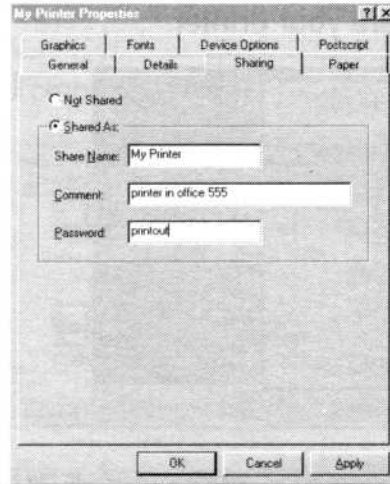 My Printer Properties
Graphics Fonts Device Options Postscript
General Details Sharing Paper
Not Shared
Shared As:
Share Name: My Printer
Comment: printer in office 555
Password: printout
OK Cancel Apply